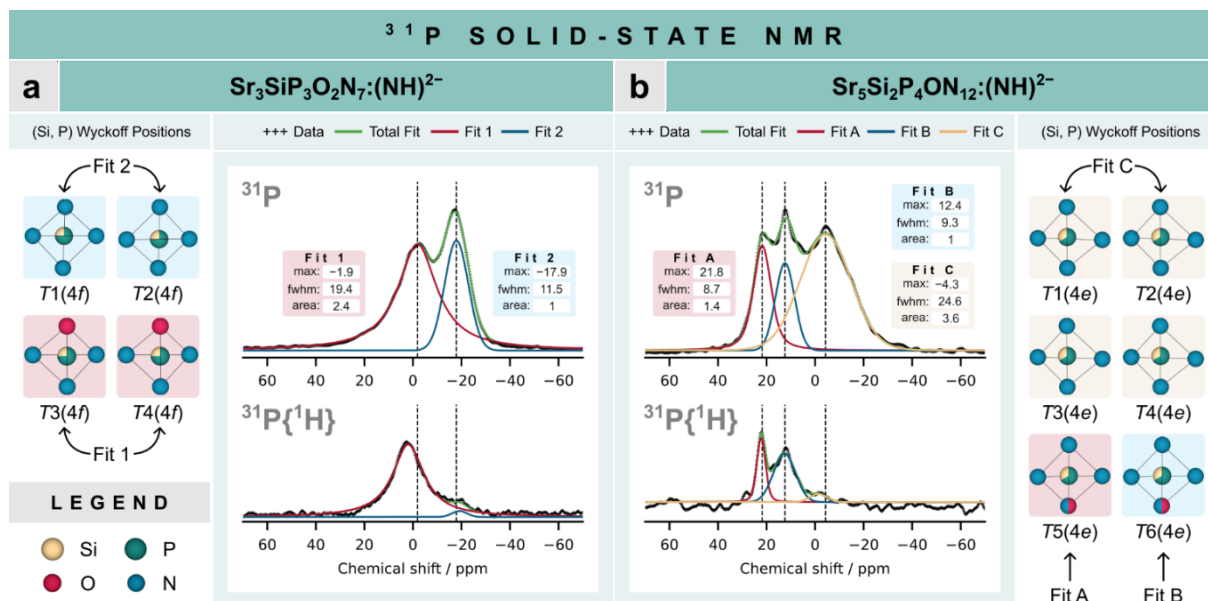 ³¹P SOLID-STATE NMR
a
Sr₃SiP₃O₂N₇:(NH)²⁻
(Si, P) Wyckoff Positions
Fit 2
T1(4f) T2(4f)
T3(4f) T4(4f)
Fit 1
LEGEND
Si P
O N
+++ Data Total Fit Fit 1 Fit 2
³¹P
Fit 1
max: −1.9
fwhm: 19.4
area: 2.4
Fit 2
max: −17.9
fwhm: 11.5
area: 1
60 40 20 0 −20 −40 −60
³¹P{¹H}
60 40 20 0 −20 −40 −60
Chemical shift / ppm
b
Sr₅Si₂P₄ON₁₂:(NH)²⁻
+++ Data Total Fit Fit A Fit B Fit C
³¹P
Fit A
max: 21.8
fwhm: 8.7
area: 1.4
Fit B
max: 12.4
fwhm: 9.3
area: 1
Fit C
max: −4.3
fwhm: 24.6
area: 3.6
60 40 20 0 −20 −40 −60
³¹P{¹H}
60 40 20 0 −20 −40 −60
Chemical shift / ppm
(Si, P) Wyckoff Positions
Fit C
T1(4e) T2(4e)
T3(4e) T4(4e)
T5(4e) T6(4e)
Fit A Fit B